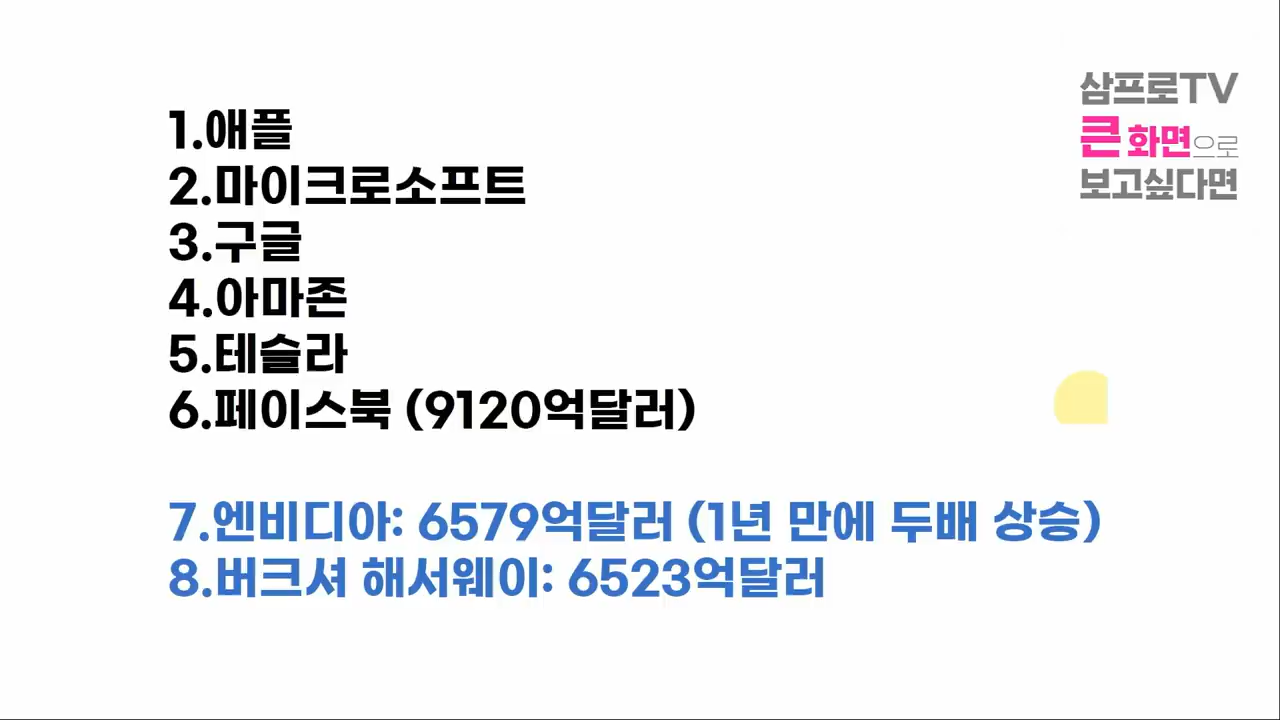 1.애플
2.마이크로소프트
3.구글
4.아마존
5.테슬라
6.페이스북 (9120억달러)
7.엔비디아: 6579억달러 (1년 만에 두배 상승)
8.버크셔 해서웨이: 6523억달러
삼프로TV
큰 화면으로
보고싶다면